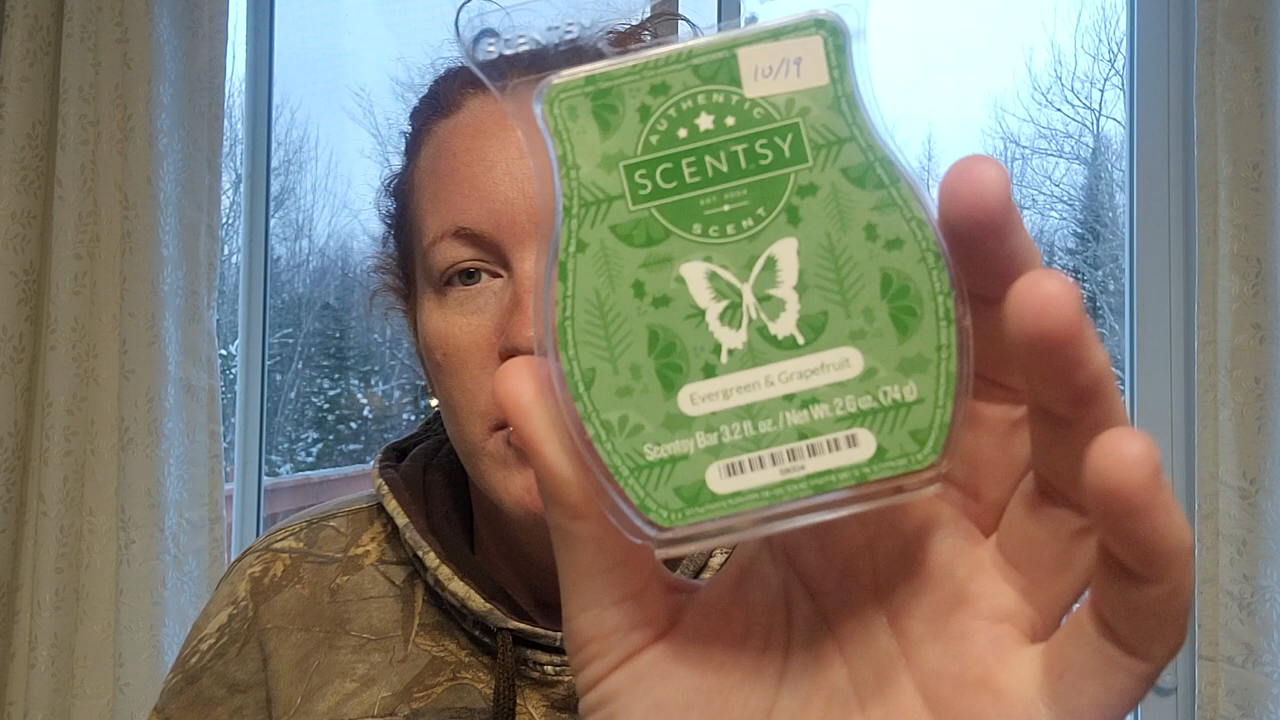 SCENTSY
10/19
AUTHENTIC
SCENTSY
SCENT
Evergreen & Grapefruit
Scentsy Bar 3.2 fl. oz. / Net Wt. 2.6 oz. (74 g)